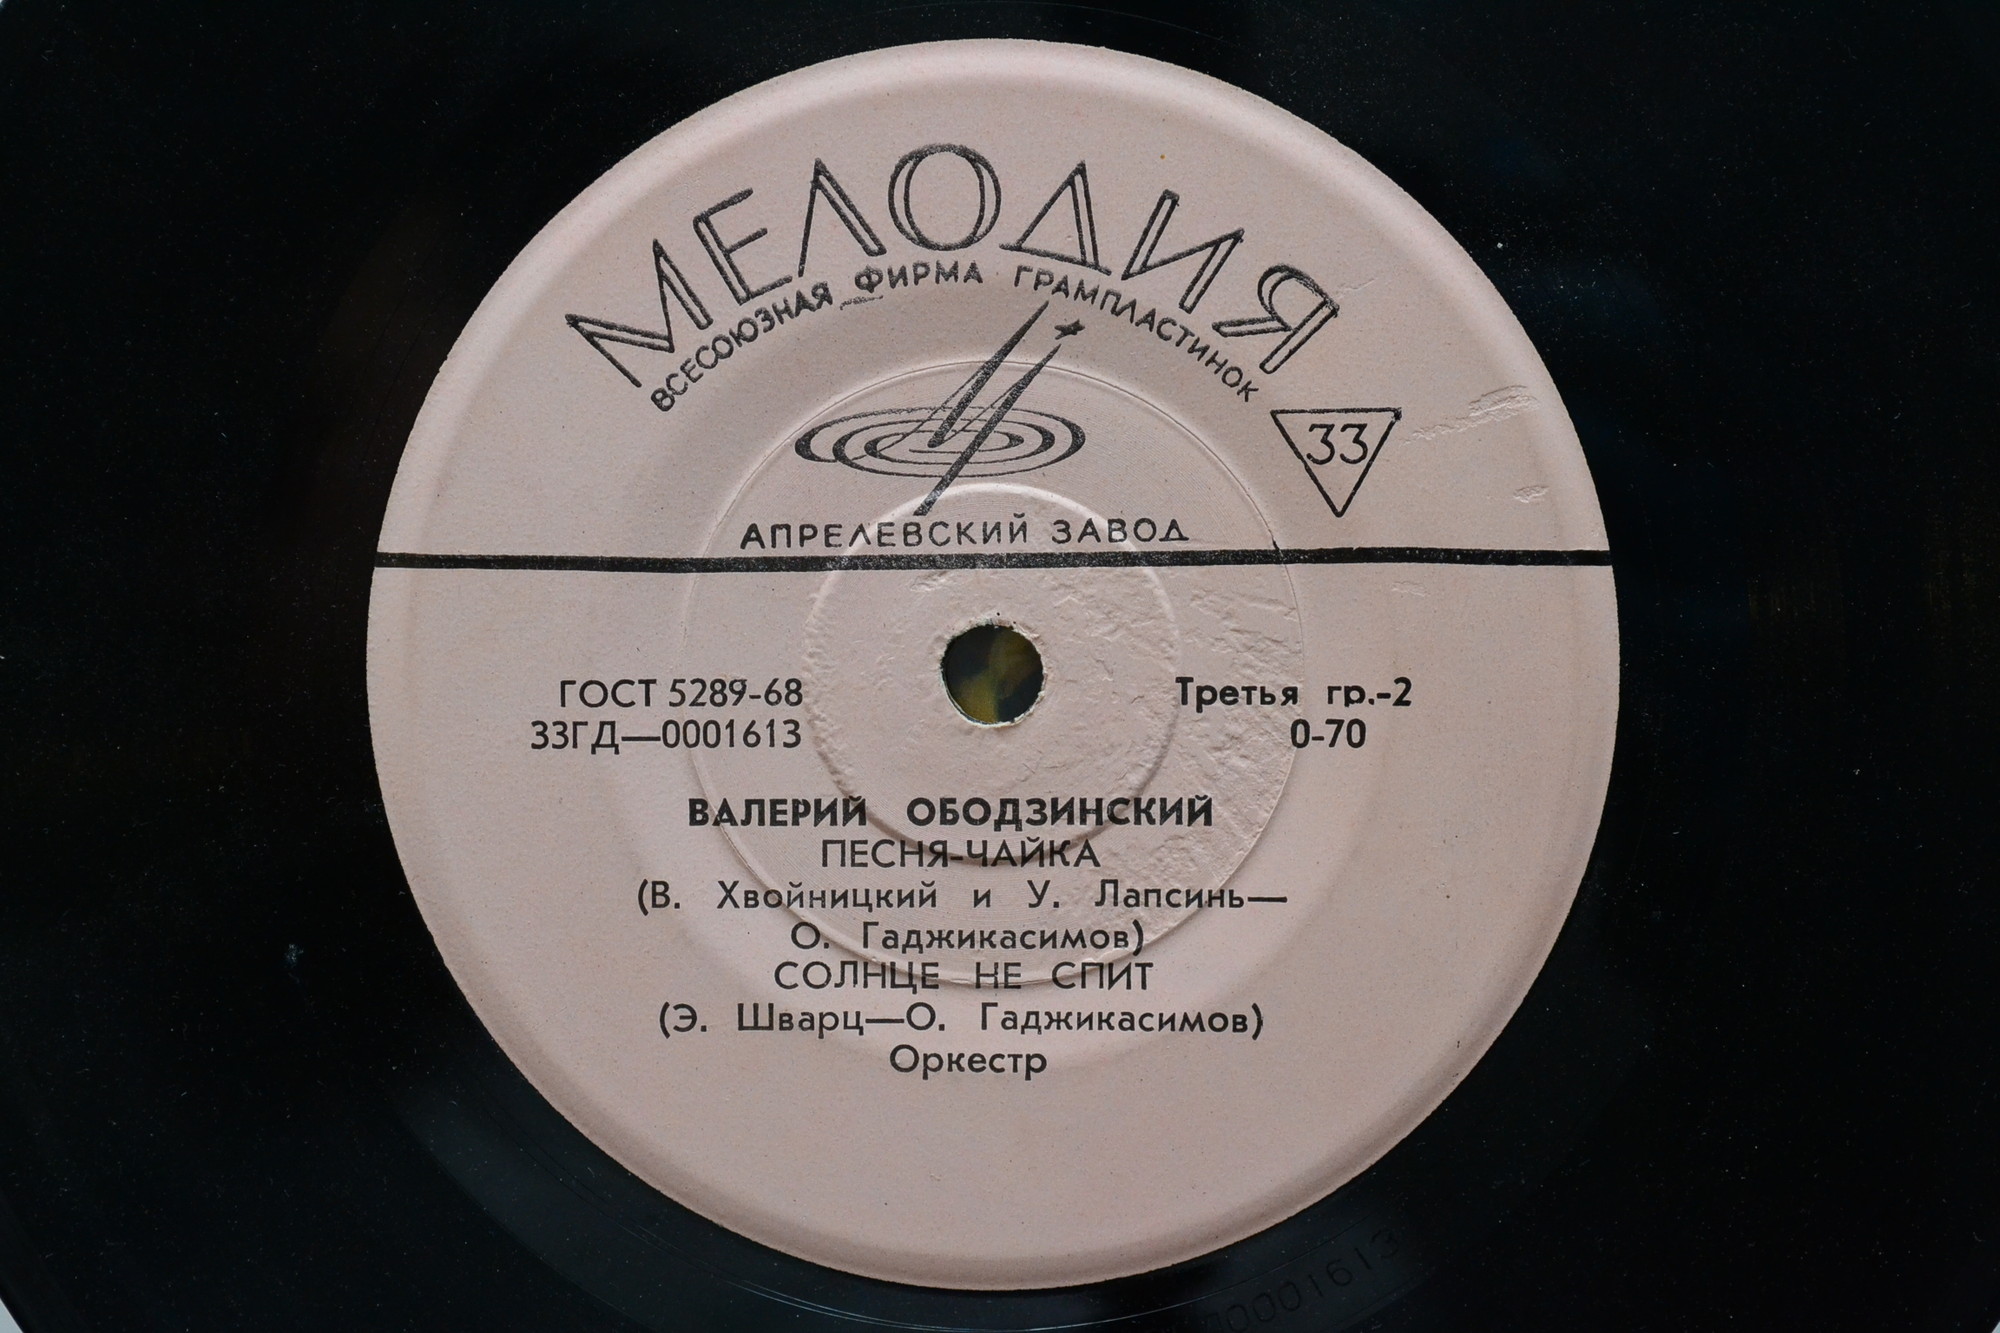 МЕЛОДИЯ
ВСЕСОЮЗНАЯ ФИРМА ГРАМПЛАСТИНОК
33
АПРЕЛЕВСКИЙ ЗАВОД
ГОСТ 5289-68
33ГД—0001613
Третья гр.-2
0-70
ВАЛЕРИЙ ОБОДЗИНСКИЙ
ПЕСНЯ-ЧАЙКА
(В. Хвойницкий и У. Лапсинь—
О. Гаджикасимов)
СОЛНЦЕ НЕ СПИТ
(Э. Шварц—О. Гаджикасимов)
Оркестр
0001613